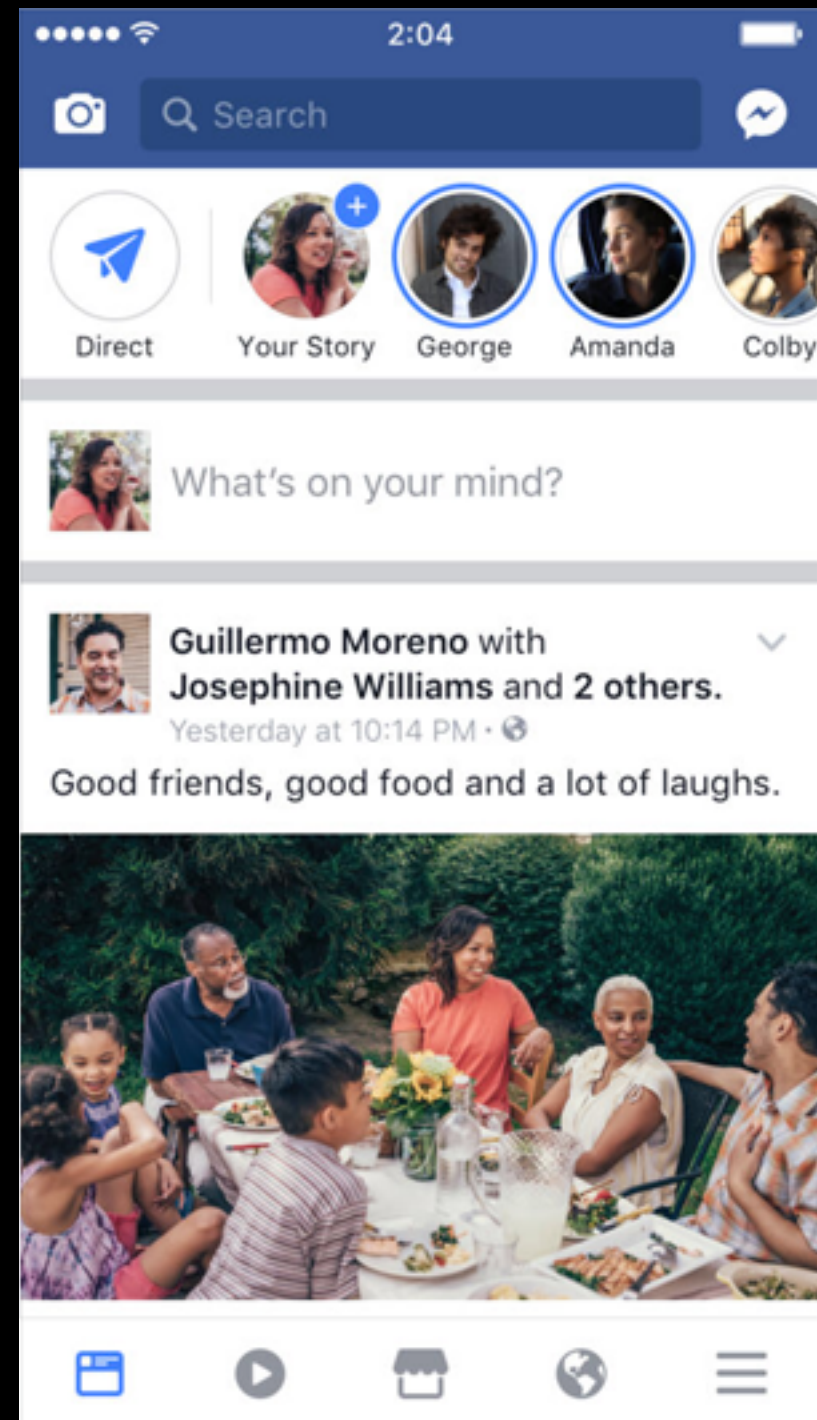 2:04
Search
Direct
Your Story
George
Amanda
Colby
What's on your mind?
Guillermo Moreno with
Josephine Williams and 2 others.
Yesterday at 10:14 PM ·
Good friends, good food and a lot of laughs.